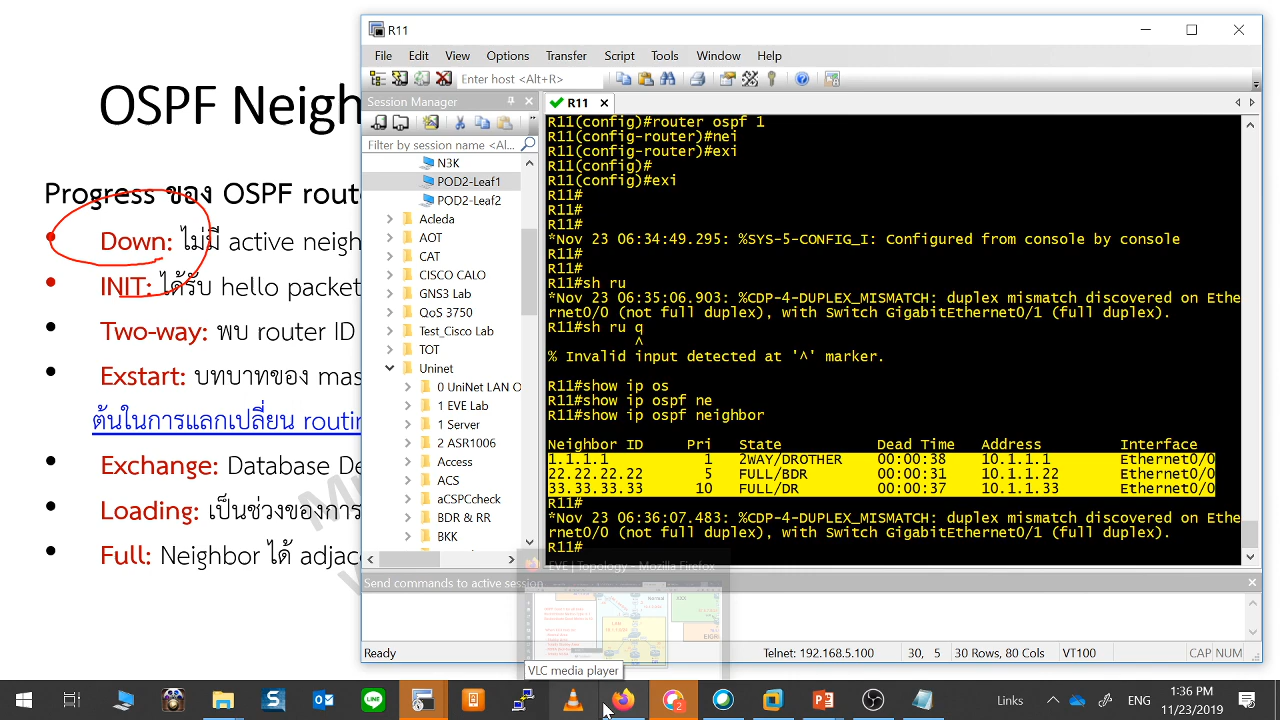 OSPF Neigh
Progress ของ OSPF route
Down: ไม่มี active neigh
INIT: ได้รับ hello packet
Two-way: พบ router ID
Exstart: บทบาทของ mas
ต้นในการแลกเปลี่ยน routin
Exchange: Database De
Loading: เป็นช่วงของการ
Full: Neighbor ได้ adjace
R11
File Edit View Options Transfer Script Tools Window Help
Enter host <Alt+R>
Session Manager
Filter by session name <Al...
N3K
POD2-Leaf1
POD2-Leaf2
Adeda
AOT
CAT
CISCO CALO
GNS3 Lab
QoS 3750
Test_Cisco Lab
TOT
Uninet
0 UniNet LAN O
1 EVE Lab
1 Server
2 ASR1006
Access
ACS
aCSPCcheck
BDR & RR
BKK
R11
R11(config)#router ospf 1
R11(config-router)#nei
R11(config-router)#exi
R11(config)#
R11(config)#exi
R11#
R11#
R11#
*Nov 23 06:34:49.295: %SYS-5-CONFIG_I: Configured from console by console
R11#
R11#
R11#sh ru
*Nov 23 06:35:06.903: %CDP-4-DUPLEX_MISMATCH: duplex mismatch discovered on Ethe
rnet0/0 (not full duplex), with Switch GigabitEthernet0/1 (full duplex).
R11#sh ru q
^
% Invalid input detected at '^' marker.
R11#show ip os
R11#show ip ospf ne
R11#show ip ospf neighbor
Neighbor ID Pri State Dead Time Address Interface
1.1.1.1 1 2WAY/DROTHER 00:00:38 10.1.1.1 Ethernet0/0
22.22.22.22 5 FULL/BDR 00:00:31 10.1.1.22 Ethernet0/0
33.33.33.33 10 FULL/DR 00:00:37 10.1.1.33 Ethernet0/0
R11#
*Nov 23 06:36:07.483: %CDP-4-DUPLEX_MISMATCH: duplex mismatch discovered on Ethe
rnet0/0 (not full duplex), with Switch GigabitEthernet0/1 (full duplex).
R11#
EVE | Topology - Mozilla Firefox
Send commands to active session
Ready Telnet: 192.168.5.100 30, 5 30 Rows, 80 Cols VT100 CAP NUM
VLC media player
Links ENG 1:36 PM
11/23/2019